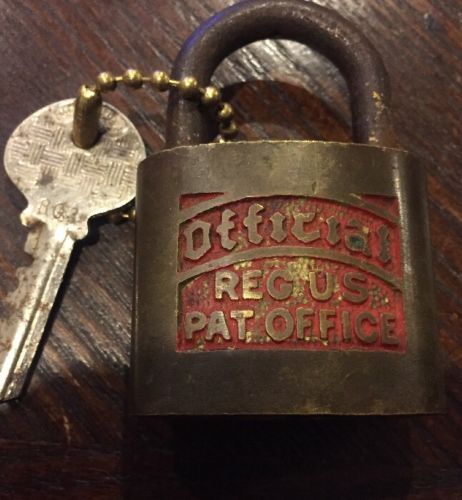 Official
REG US
PAT OFFICE